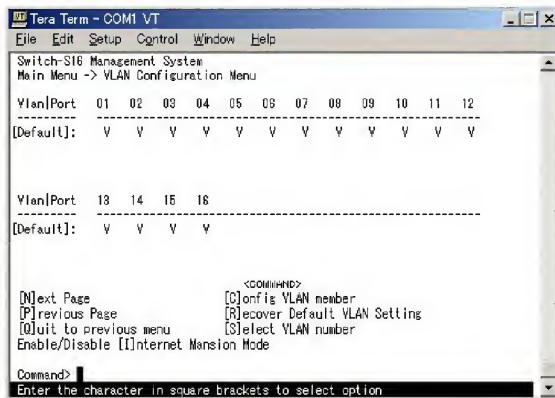 Tera Term - COM1 VT
File Edit Setup Control Window Help
Switch-S16 Management System
Main Menu -> VLAN Configuration Menu
Vlan|Port 01 02 03 04 05 06 07 08 09 10 11 12
[Default]: V V V V V V V V V V V V
Vlan|Port 13 14 15 16
[Default]: V V V V
<COMMAND>
[N]ext Page [C]onfig VLAN member
[P]revious Page [R]ecover Default VLAN Setting
[Q]uit to previous menu [S]elect VLAN number
Enable/Disable [I]nternet Mansion Mode
Command>
Enter the character in square brackets to select option